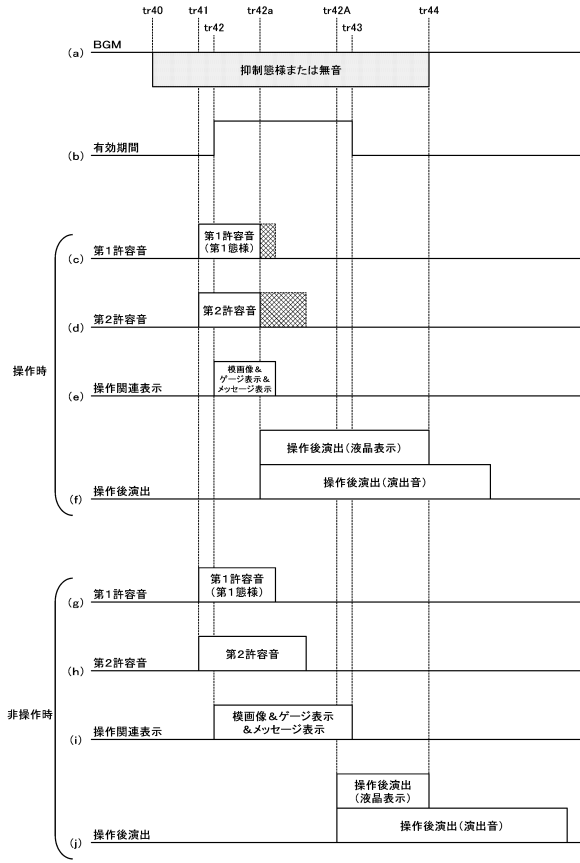 tr40 tr41 tr42a tr42A tr44
tr42 tr43
(a) BGM
抑制態様または無音
(b) 有効期間
操作時
(c) 第1許容音
第1許容音
(第1態様)
(d) 第2許容音
第2許容音
(e) 操作関連表示
模画像&
ゲージ表示&
メッセージ表示
(f) 操作後演出
操作後演出(液晶表示)
操作後演出(演出音)
非操作時
(g) 第1許容音
第1許容音
(第1態様)
(h) 第2許容音
第2許容音
(i) 操作関連表示
模画像&ゲージ表示
&メッセージ表示
(j) 操作後演出
操作後演出
(液晶表示)
操作後演出(演出音)